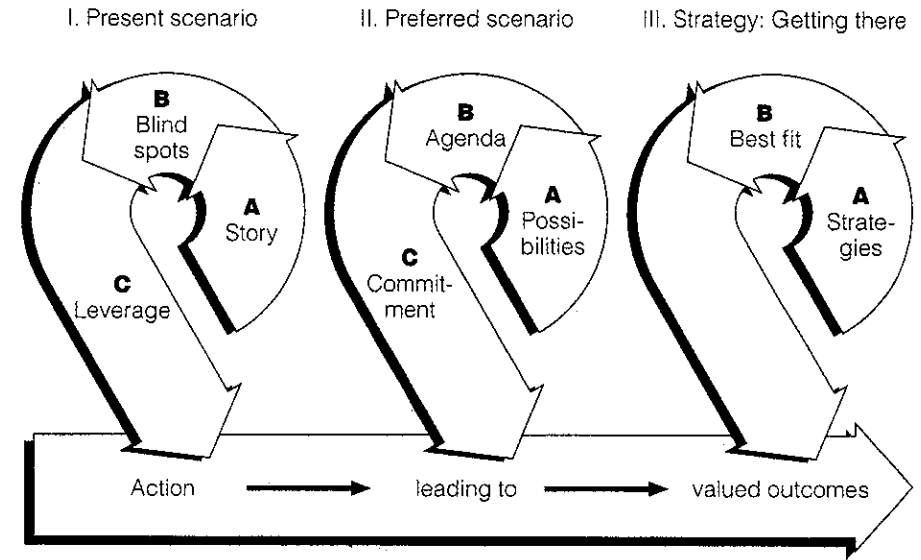 I. Present scenario
II. Preferred scenario
III. Strategy: Getting there
B
Blind
spots
A
Story
C
Leverage
B
Agenda
A
Possi-
bilities
C
Commit-
ment
B
Best fit
A
Strate-
gies
Action
leading to
valued outcomes